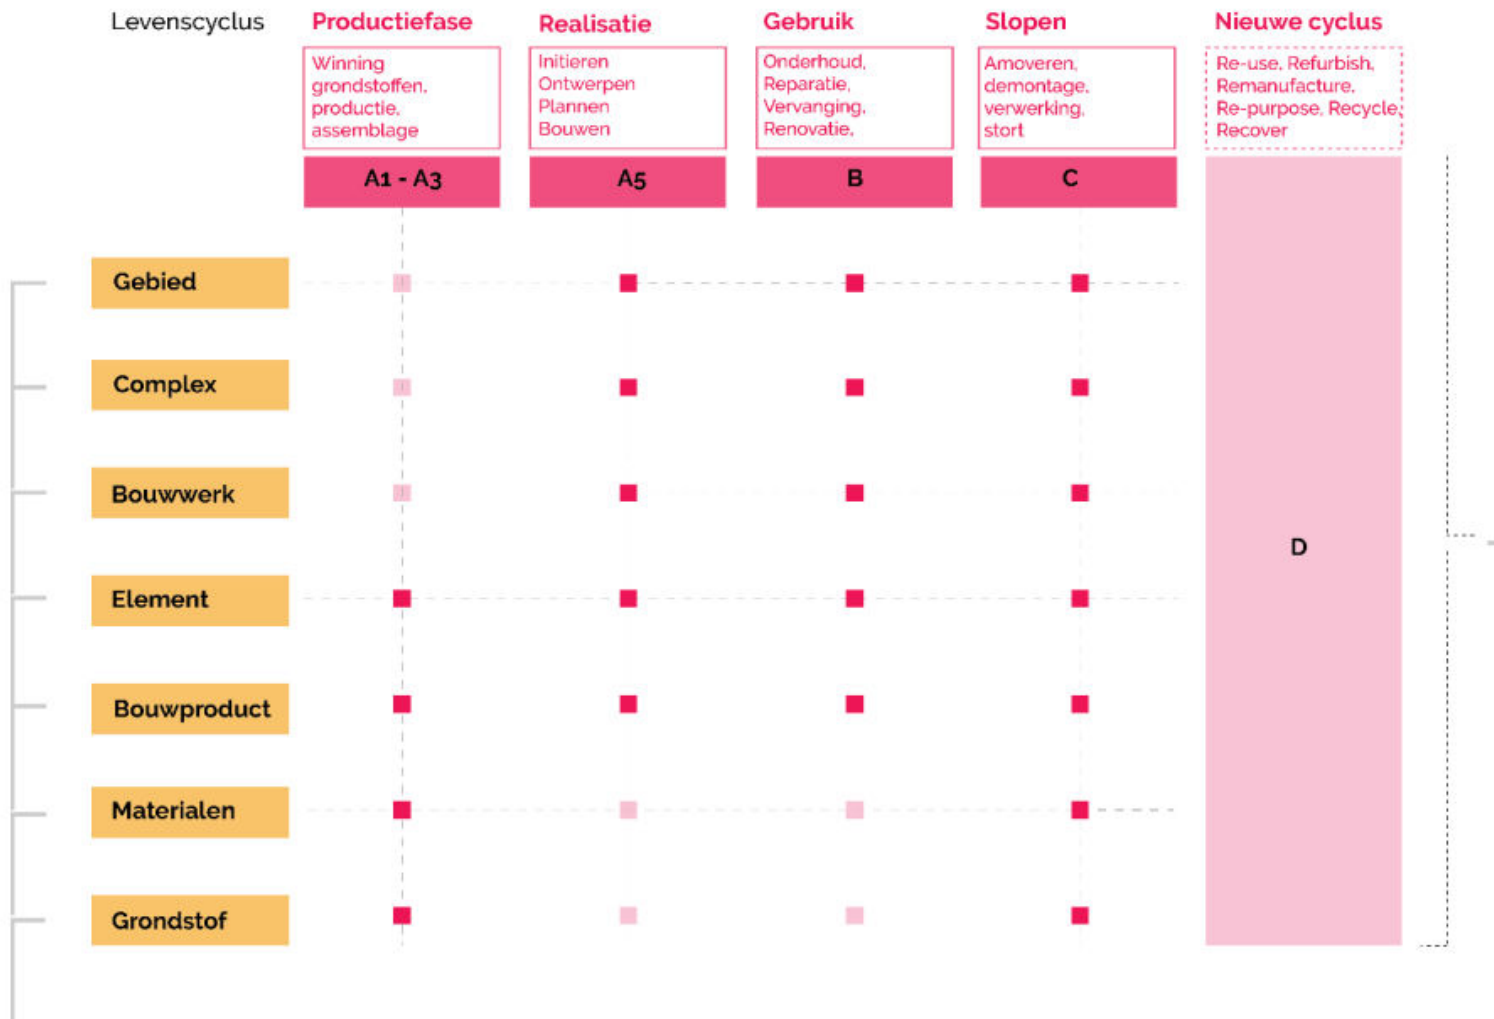 Levenscyclus
Productiefase
Realisatie
Gebruik
Slopen
Nieuwe cyclus
Winning
grondstoffen,
productie,
assemblage
Initieren
Ontwerpen
Plannen
Bouwen
Onderhoud,
Reparatie,
Vervanging,
Renovatie,
Amoveren,
demontage,
verwerking,
stort
Re-use, Refurbish,
Remanufacture,
Re-purpose, Recycle,
Recover
A1 - A3
A5
B
C
D
Gebied
Complex
Bouwwerk
Element
Bouwproduct
Materialen
Grondstof